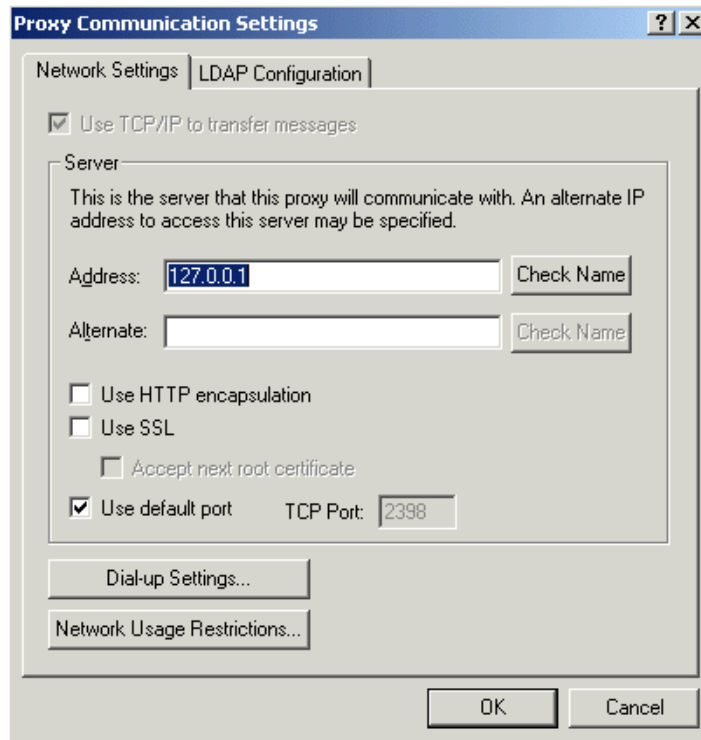 Proxy Communication Settings
Network Settings
LDAP Configuration
Use TCP/IP to transfer messages
Server
This is the server that this proxy will communicate with. An alternate IP
address to access this server may be specified.
Address: 127.0.0.1 Check Name
Alternate: Check Name
Use HTTP encapsulation
Use SSL
Accept next root certificate
Use default port TCP Port: 2398
Dial-up Settings...
Network Usage Restrictions...
OK Cancel